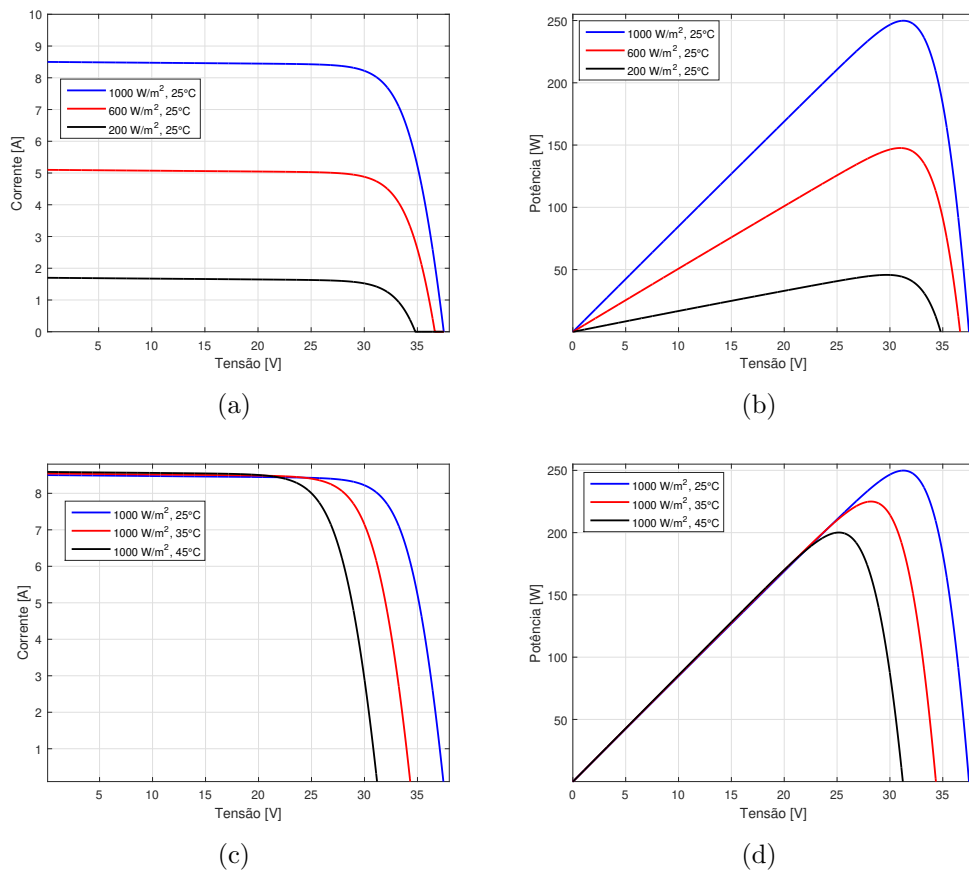 10
9
8
7
6
5
4
3
2
1
0
Corrente [A]
1000 W/m², 25°C
600 W/m², 25°C
200 W/m², 25°C
5 10 15 20 25 30 35
Tensão [V]
(a)
250
200
150
100
50
Potência [W]
1000 W/m², 25°C
600 W/m², 25°C
200 W/m², 25°C
0 5 10 15 20 25 30 35
Tensão [V]
(b)
8
7
6
5
4
3
2
1
Corrente [A]
1000 W/m², 25°C
1000 W/m², 35°C
1000 W/m², 45°C
5 10 15 20 25 30 35
Tensão [V]
(c)
250
200
150
100
50
Potência [W]
1000 W/m², 25°C
1000 W/m², 35°C
1000 W/m², 45°C
0 5 10 15 20 25 30 35
Tensão [V]
(d)